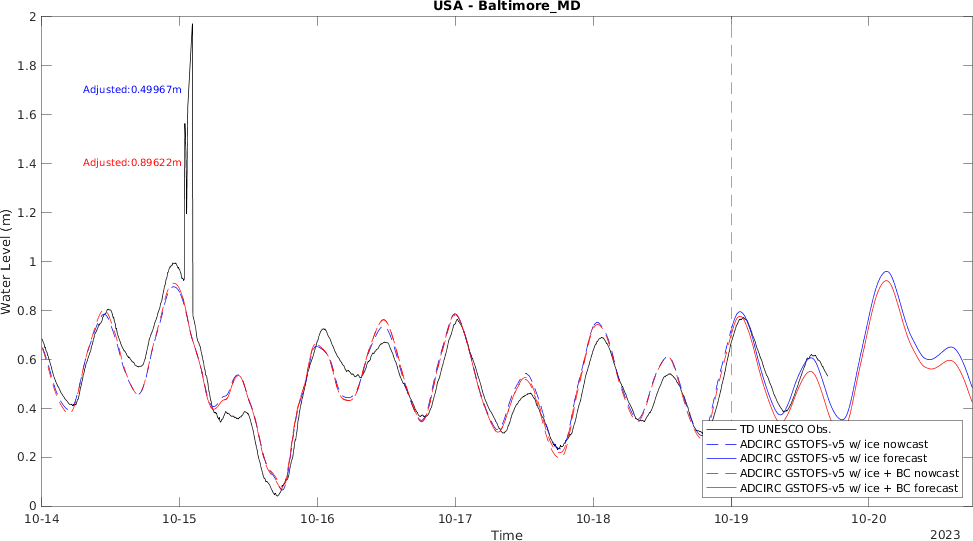 USA - Baltimore_MD
2
1.8
1.6
1.4
1.2
1
0.8
0.6
0.4
0.2
0
Water Level (m)
Adjusted:0.49967m
Adjusted:0.89622m
TD UNESCO Obs.
ADCIRC GSTOFS-v5 w/ ice nowcast
ADCIRC GSTOFS-v5 w/ ice forecast
ADCIRC GSTOFS-v5 w/ ice + BC nowcast
ADCIRC GSTOFS-v5 w/ ice + BC forecast
10-14 10-15 10-16 10-17 10-18 10-19 10-20
Time
2023